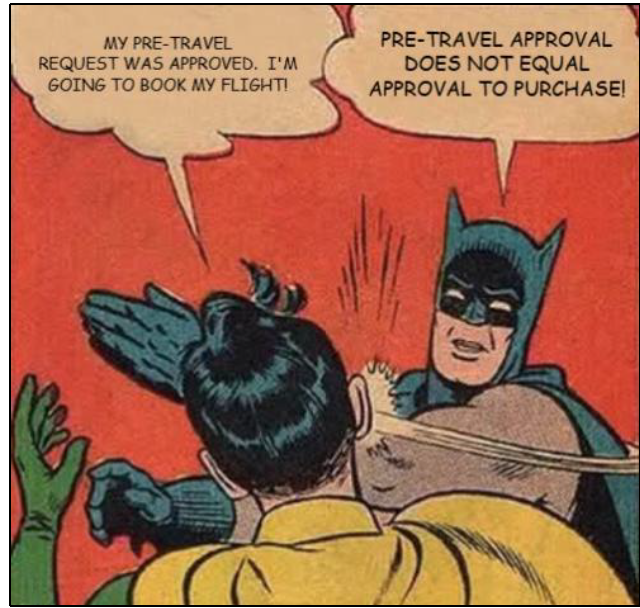 MY PRE-TRAVEL
REQUEST WAS APPROVED. I'M
GOING TO BOOK MY FLIGHT!
PRE-TRAVEL APPROVAL
DOES NOT EQUAL
APPROVAL TO PURCHASE!